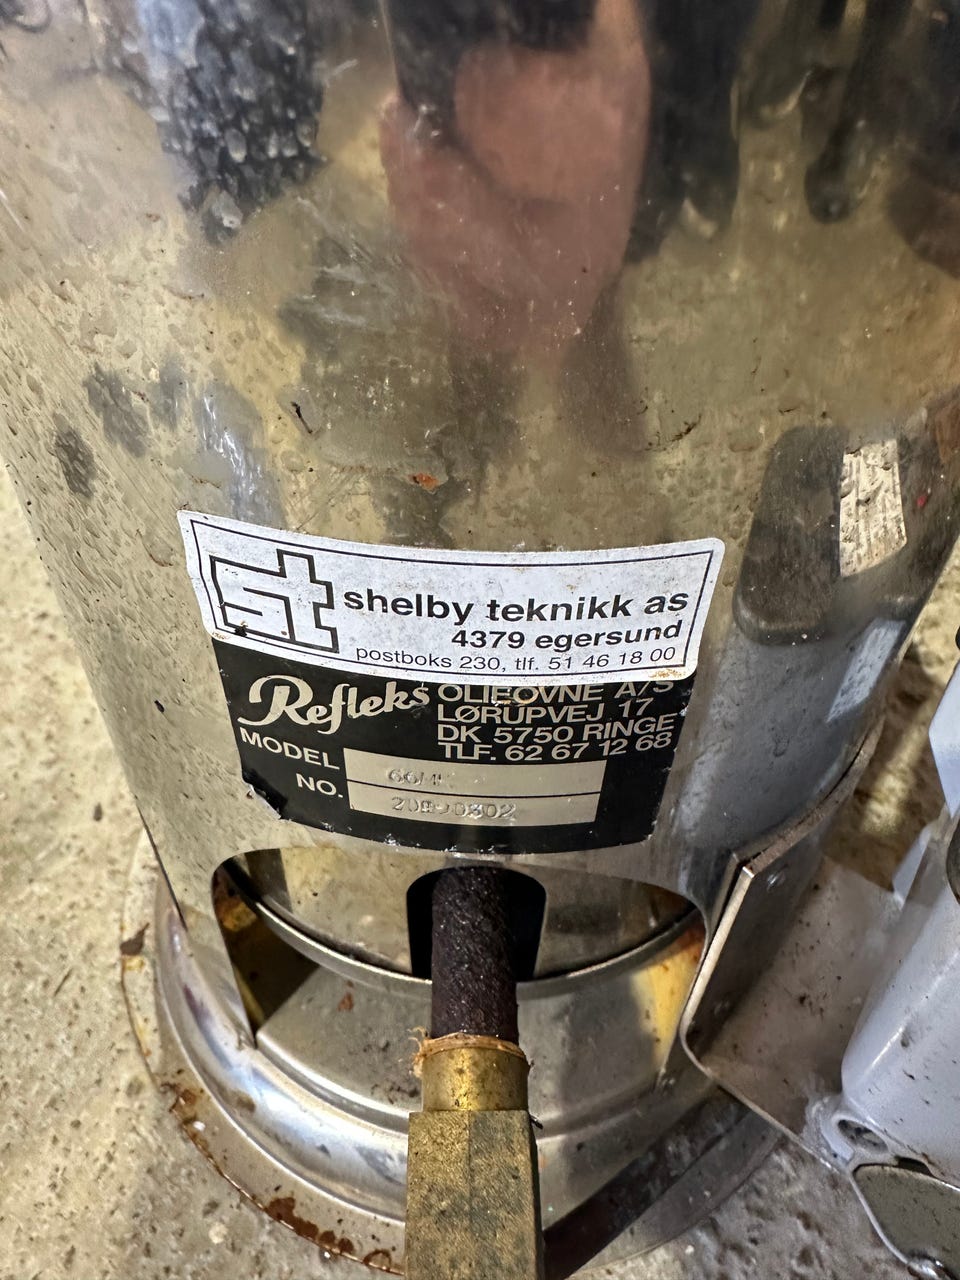 st
shelby teknikk as
4379 egersund
postboks 230, tlf. 51 46 18 00
Refleks OLIEOVNE A/S
LØRUPVEJ 17
DK 5750 RINGE
TLF. 62 67 12 68
MODEL
NO.